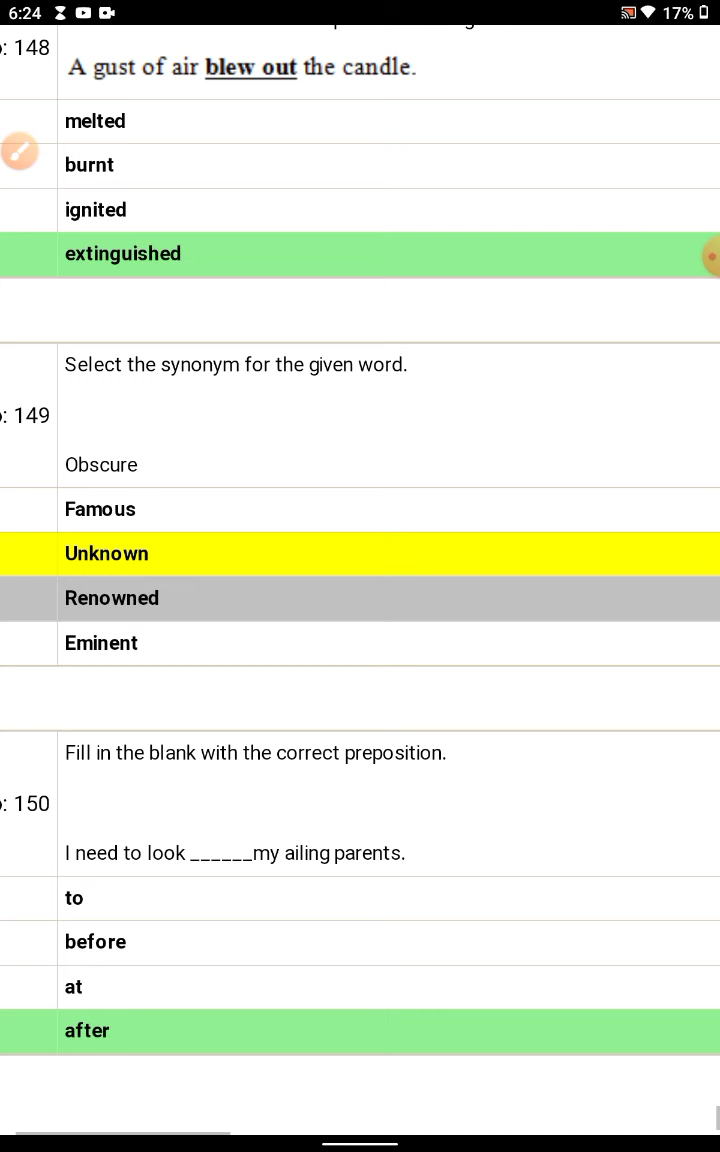 6:24
17%
: 148
A gust of air blew out the candle.
melted
burnt
ignited
extinguished
Select the synonym for the given word.
: 149
Obscure
Famous
Unknown
Renowned
Eminent
Fill in the blank with the correct preposition.
: 150
I need to look ______my ailing parents.
to
before
at
after